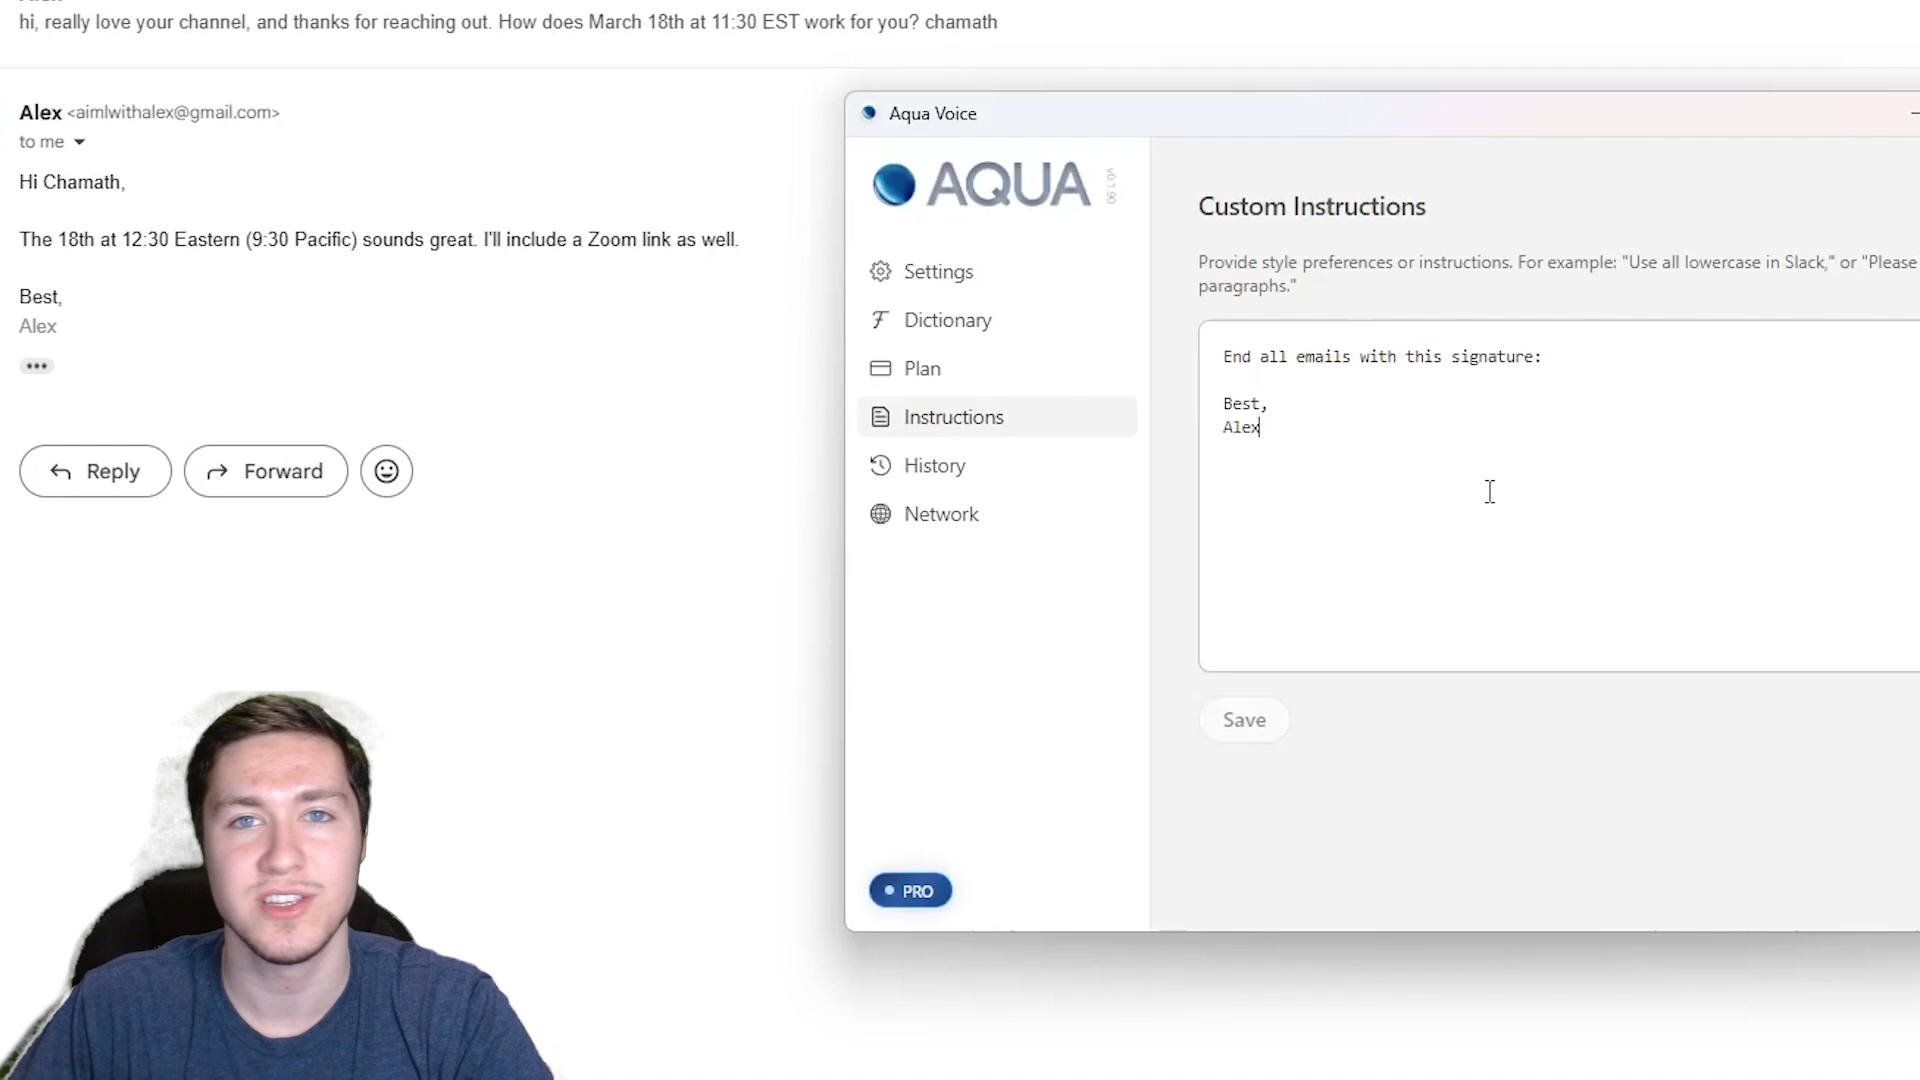 hi, really love your channel, and thanks for reaching out. How does March 18th at 11:30 EST work for you? chamath
Alex <aimlwithalex@gmail.com>
to me
Hi Chamath,
The 18th at 12:30 Eastern (9:30 Pacific) sounds great. I'll include a Zoom link as well.
Best,
Alex
Reply
Forward
Aqua Voice
AQUA
v0.1.90
Settings
Dictionary
Plan
Instructions
History
Network
PRO
Custom Instructions
Provide style preferences or instructions. For example: "Use all lowercase in Slack," or "Please
paragraphs."
End all emails with this signature:
Best,
Alex
Save